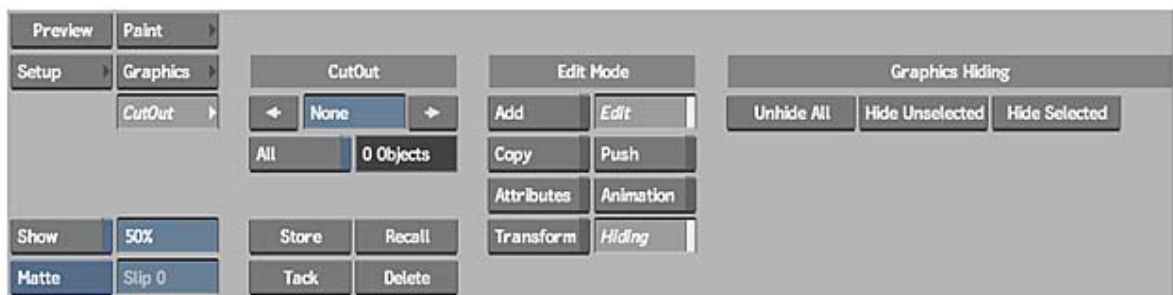 Preview Paint
Setup Graphics CutOut Edit Mode Graphics Hiding
CutOut None Add Edit Unhide All Hide Unselected Hide Selected
All 0 Objects Copy Push
Attributes Animation
Show 50% Store Recall Transform Hiding
Matte Slip 0 Tack Delete